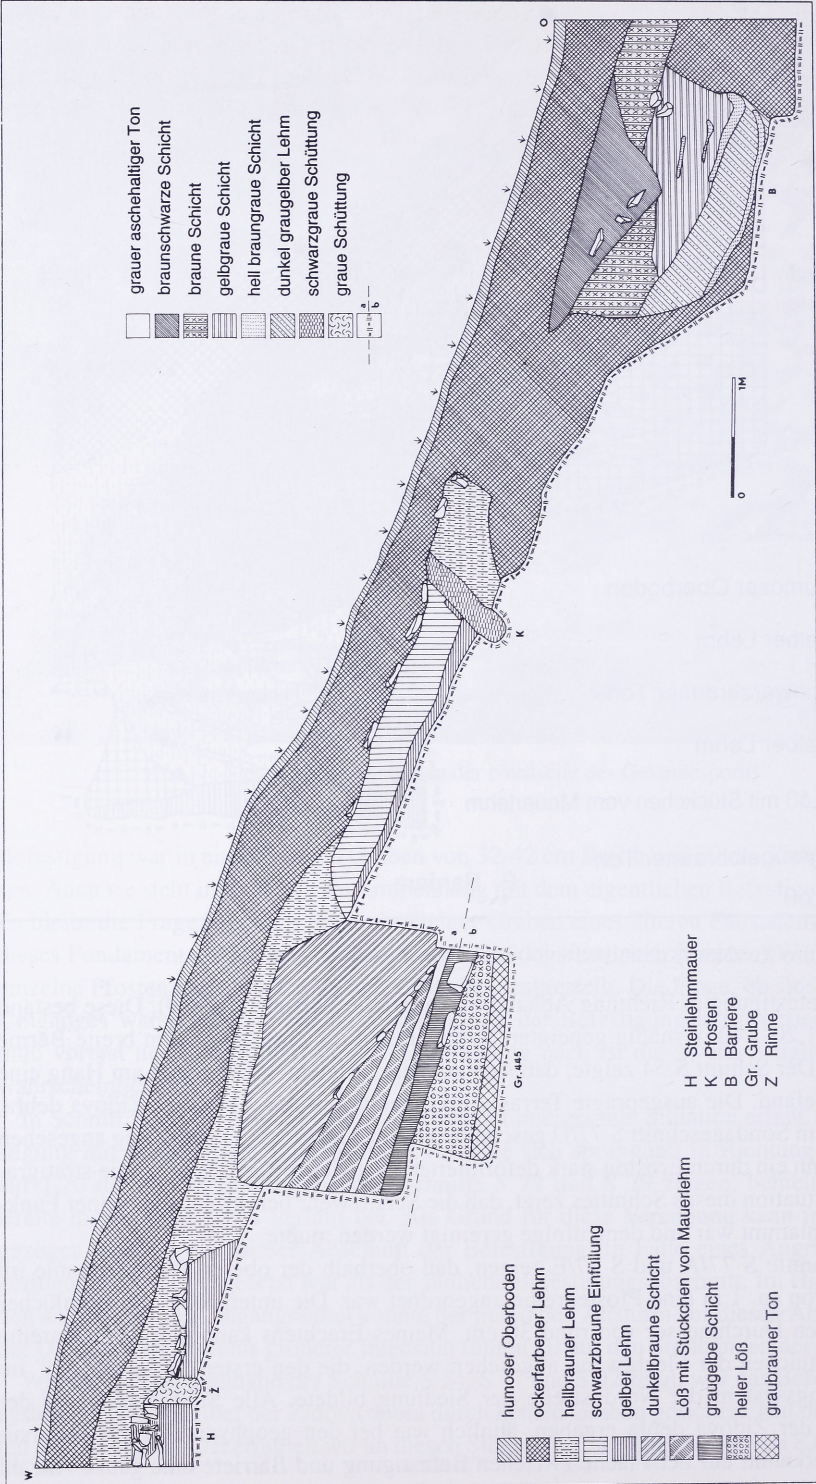 W
O
grauer aschehaltiger Ton
braunschwarze Schicht
braune Schicht
gelbgraue Schicht
hell braungraue Schicht
dunkel graugelber Lehm
schwarzgraue Schüttung
graue Schüttung
a
b
H
Z
Gr. 445
a
b
K
B
0 1M
humoser Oberboden
ockerfarbener Lehm
hellbrauner Lehm
schwarzbraune Einfüllung
gelber Lehm
dunkelbraune Schicht
Löß mit Stückchen von Mauerlehm
graugelbe Schicht
heller Löß
graubrauner Ton
H Steinlehmmauer
K Pfosten
B Barriere
Gr. Grube
Z Rinne